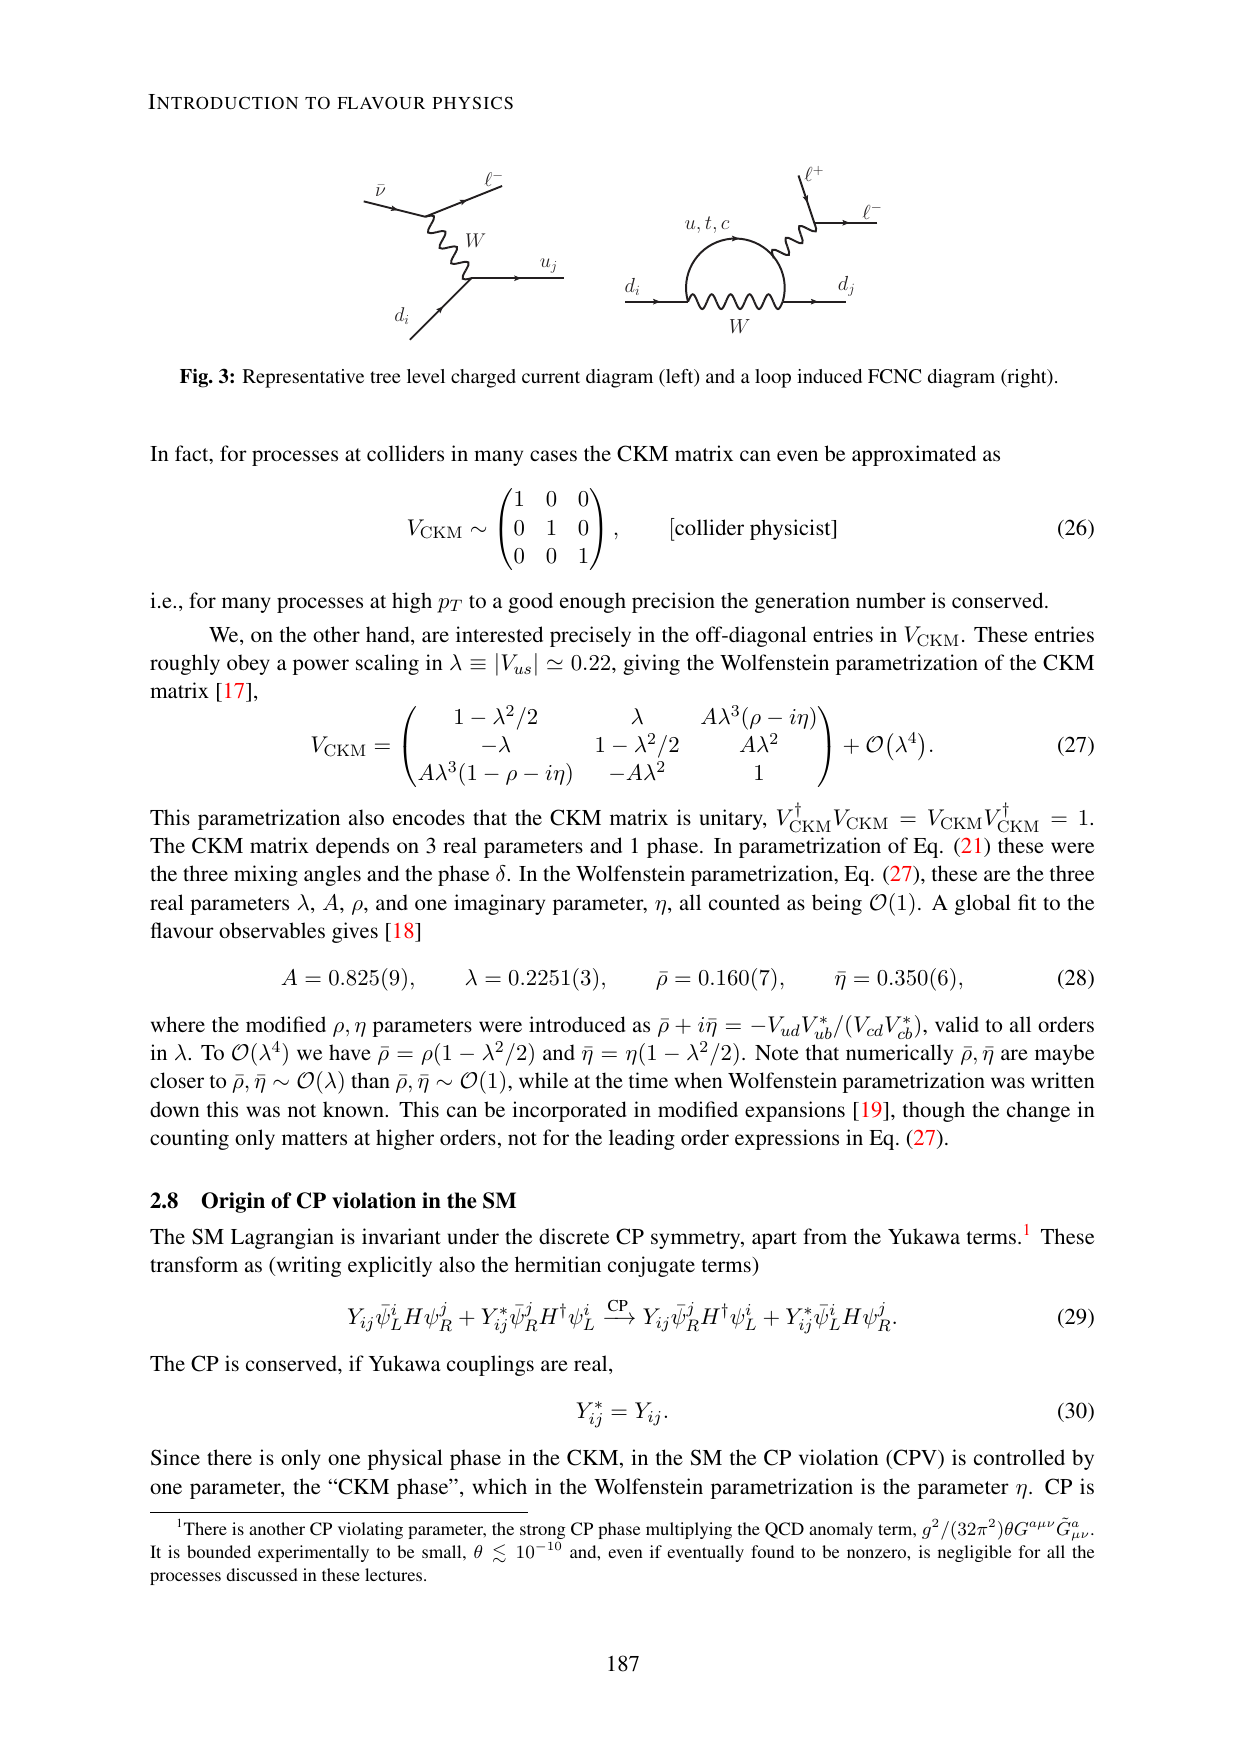 INTRODUCTION TO FLAVOUR PHYSICS
ν̄ ℓ⁻ W u_j d_i
ℓ⁺ ℓ⁻ u, t, c d_i d_j W
Fig. 3: Representative tree level charged current diagram (left) and a loop induced FCNC diagram (right).
In fact, for processes at colliders in many cases the CKM matrix can even be approximated as
V_CKM ∼ (1 0 0; 0 1 0; 0 0 1), [collider physicist] (26)
i.e., for many processes at high p_T to a good enough precision the generation number is conserved.
We, on the other hand, are interested precisely in the off-diagonal entries in V_CKM. These entries
roughly obey a power scaling in λ ≡ |V_us| ≃ 0.22, giving the Wolfenstein parametrization of the CKM
matrix [17],
V_CKM = (1 − λ²/2 λ Aλ³(ρ − iη); −λ 1 − λ²/2 Aλ²; Aλ³(1 − ρ − iη) −Aλ² 1) + O(λ⁴). (27)
This parametrization also encodes that the CKM matrix is unitary, V†_CKM V_CKM = V_CKM V†_CKM = 1.
The CKM matrix depends on 3 real parameters and 1 phase. In parametrization of Eq. (21) these were
the three mixing angles and the phase δ. In the Wolfenstein parametrization, Eq. (27), these are the three
real parameters λ, A, ρ, and one imaginary parameter, η, all counted as being O(1). A global fit to the
flavour observables gives [18]
A = 0.825(9), λ = 0.2251(3), ρ̄ = 0.160(7), η̄ = 0.350(6), (28)
where the modified ρ, η parameters were introduced as ρ̄ + iη̄ = −V_ud V*_ub/(V_cd V*_cb), valid to all orders
in λ. To O(λ⁴) we have ρ̄ = ρ(1 − λ²/2) and η̄ = η(1 − λ²/2). Note that numerically ρ̄, η̄ are maybe
closer to ρ̄, η̄ ∼ O(λ) than ρ̄, η̄ ∼ O(1), while at the time when Wolfenstein parametrization was written
down this was not known. This can be incorporated in modified expansions [19], though the change in
counting only matters at higher orders, not for the leading order expressions in Eq. (27).
2.8 Origin of CP violation in the SM
The SM Lagrangian is invariant under the discrete CP symmetry, apart from the Yukawa terms.¹ These
transform as (writing explicitly also the hermitian conjugate terms)
Y_ij ψ̄^i_L H ψ^j_R + Y*_ij ψ̄^j_R H† ψ^i_L —CP→ Y_ij ψ̄^j_R H† ψ^i_L + Y*_ij ψ̄^i_L H ψ^j_R. (29)
The CP is conserved, if Yukawa couplings are real,
Y*_ij = Y_ij. (30)
Since there is only one physical phase in the CKM, in the SM the CP violation (CPV) is controlled by
one parameter, the “CKM phase”, which in the Wolfenstein parametrization is the parameter η. CP is
¹There is another CP violating parameter, the strong CP phase multiplying the QCD anomaly term, g²/(32π²)θG^{aμν}G̃^a_{μν}.
It is bounded experimentally to be small, θ ≲ 10⁻¹⁰ and, even if eventually found to be nonzero, is negligible for all the
processes discussed in these lectures.
187